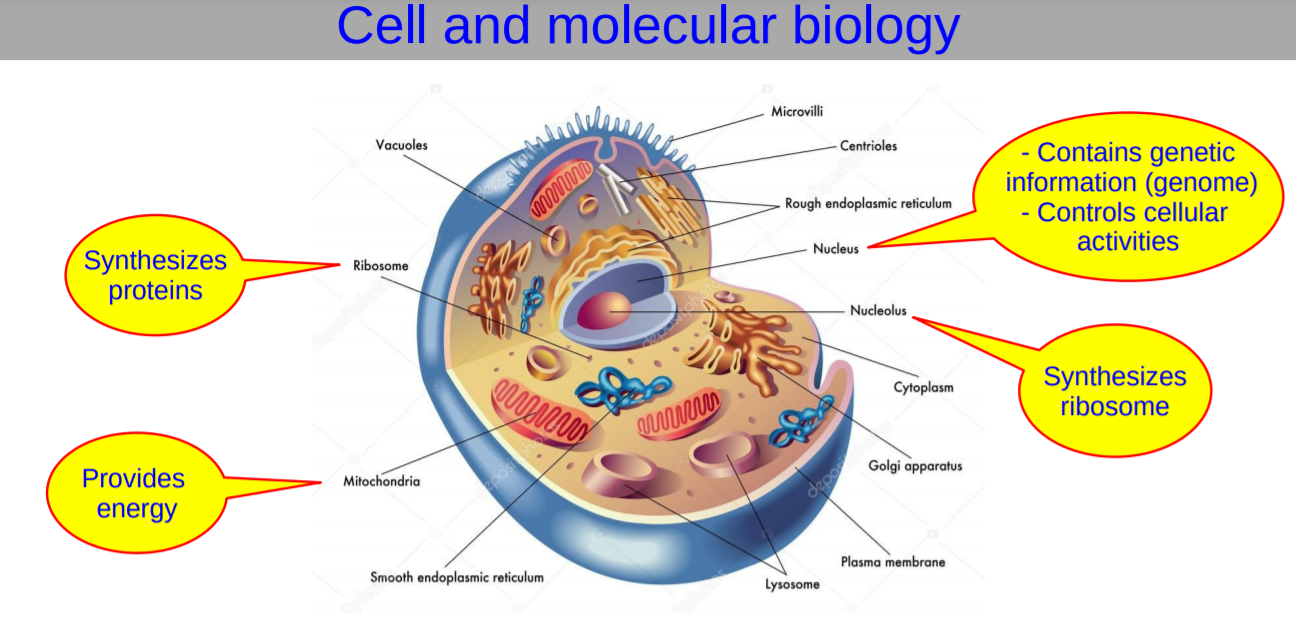 Cell and molecular biology
Microvilli
Vacuoles
Centrioles
- Contains genetic
information (genome)
- Controls cellular
activities
Rough endoplasmic reticulum
Synthesizes
proteins
Ribosome
Nucleus
Nucleolus
Synthesizes
ribosome
Cytoplasm
Provides
energy
Mitochondria
Golgi apparatus
Smooth endoplasmic reticulum
Plasma membrane
Lysosome
depositphotos